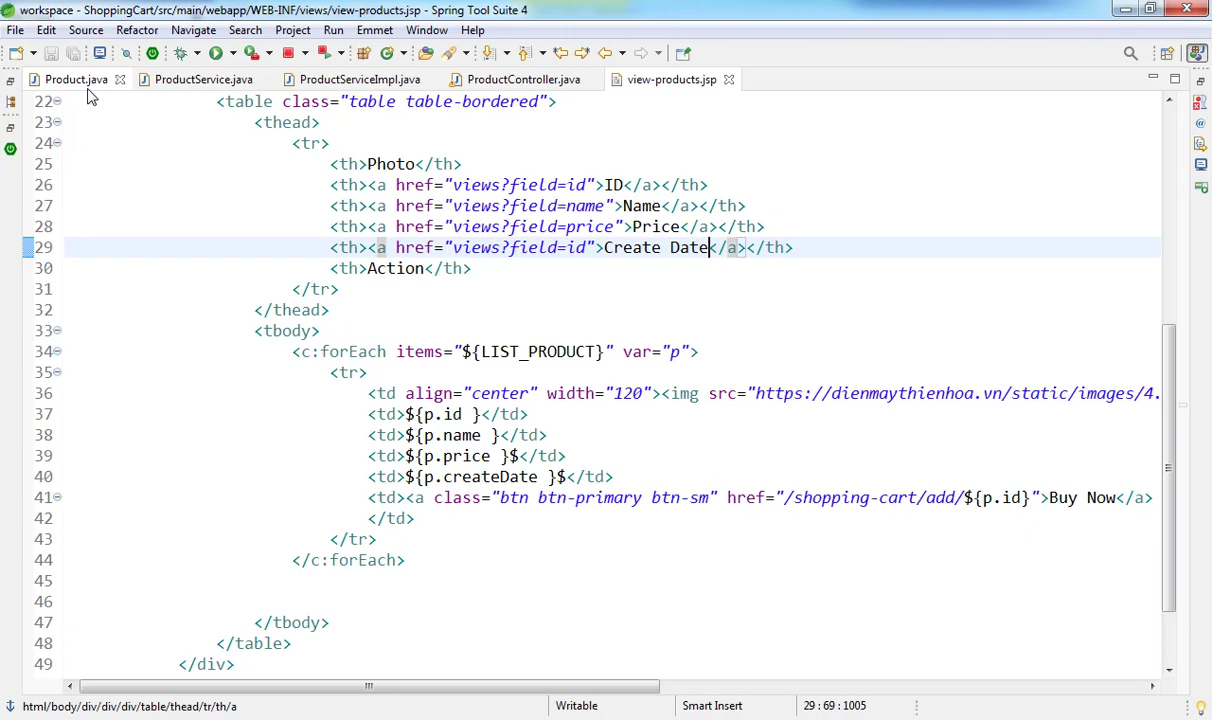 workspace - ShoppingCart/src/main/webapp/WEB-INF/views/view-products.jsp - Spring Tool Suite 4
File Edit Source Refactor Navigate Search Project Run Emmet Window Help
Product.java ProductService.java ProductServiceImpl.java ProductController.java view-products.jsp
22 <table class="table table-bordered">
23 <thead>
24 <tr>
25 <th>Photo</th>
26 <th><a href="views?field=id">ID</a></th>
27 <th><a href="views?field=name">Name</a></th>
28 <th><a href="views?field=price">Price</a></th>
29 <th><a href="views?field=id">Create Date</a></th>
30 <th>Action</th>
31 </tr>
32 </thead>
33 <tbody>
34 <c:forEach items="${LIST_PRODUCT}" var="p">
35 <tr>
36 <td align="center" width="120"><img src="https://dienmaythienhoa.vn/static/images/4.
37 <td>${p.id }</td>
38 <td>${p.name }</td>
39 <td>${p.price }$</td>
40 <td>${p.createDate }$</td>
41 <td><a class="btn btn-primary btn-sm" href="/shopping-cart/add/${p.id}">Buy Now</a>
42 </td>
43 </tr>
44 </c:forEach>
45
46
47 </tbody>
48 </table>
49 </div>
html/body/div/div/div/table/thead/tr/th/a Writable Smart Insert 29 : 69 : 1005